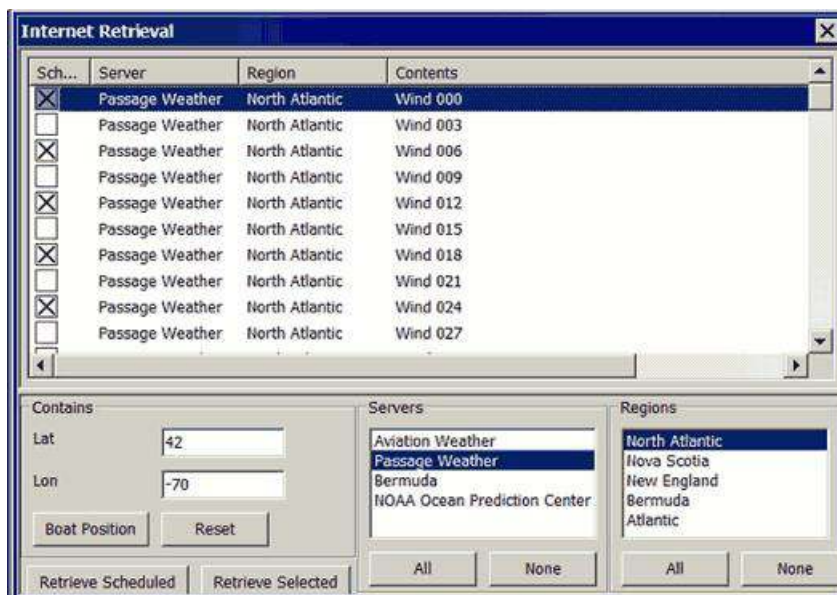 Internet Retrieval
Sch... Server Region Contents
Passage Weather North Atlantic Wind 000
Passage Weather North Atlantic Wind 003
Passage Weather North Atlantic Wind 006
Passage Weather North Atlantic Wind 009
Passage Weather North Atlantic Wind 012
Passage Weather North Atlantic Wind 015
Passage Weather North Atlantic Wind 018
Passage Weather North Atlantic Wind 021
Passage Weather North Atlantic Wind 024
Passage Weather North Atlantic Wind 027
Contains
Lat 42
Lon -70
Boat Position Reset
Retrieve Scheduled Retrieve Selected
Servers
Aviation Weather
Passage Weather
Bermuda
NOAA Ocean Prediction Center
All None
Regions
North Atlantic
Nova Scotia
New England
Bermuda
Atlantic
All None